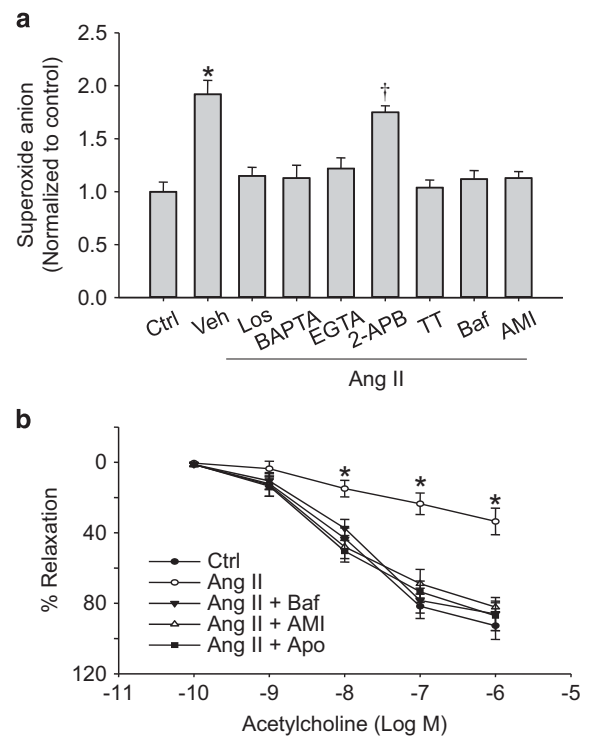 a
Superoxide anion
(Normalized to control)
2.5
2.0
1.5
1.0
0.5
0.0
*
†
Ctrl Veh Los BAPTA EGTA 2-APB TT Baf AMI
Ang II
b
% Relaxation
0
40
80
120
* * *
Ctrl
Ang II
Ang II + Baf
Ang II + AMI
Ang II + Apo
-11 -10 -9 -8 -7 -6 -5
Acetylcholine (Log M)